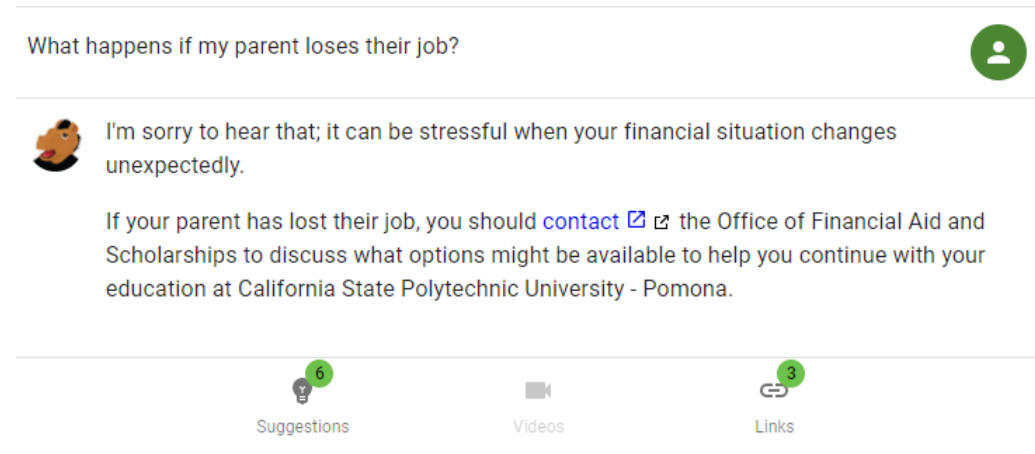 What happens if my parent loses their job?
I'm sorry to hear that; it can be stressful when your financial situation changes
unexpectedly.
If your parent has lost their job, you should contact the Office of Financial Aid and
Scholarships to discuss what options might be available to help you continue with your
education at California State Polytechnic University - Pomona.
6
3
Suggestions Videos Links